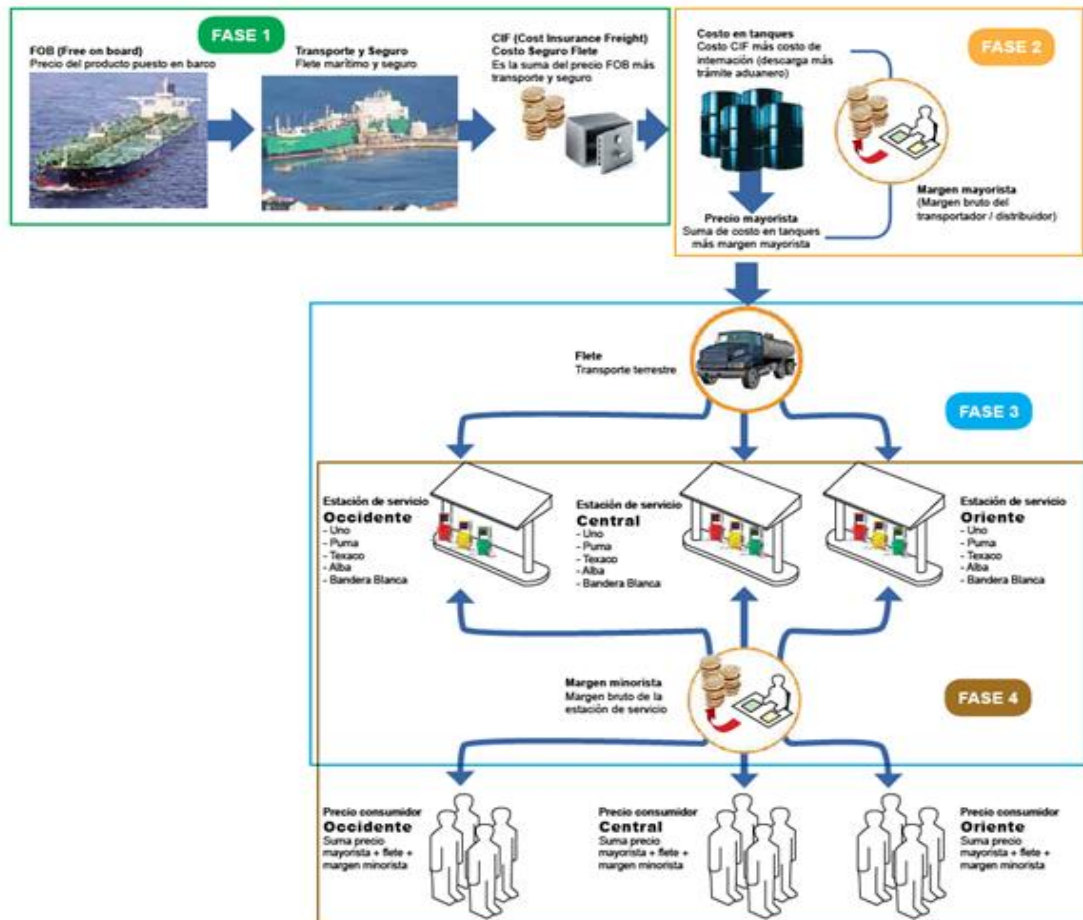 FASE 1
FOB (Free on board)
Precio del producto puesto en barco
Transporte y Seguro
Flete marítimo y seguro
CIF (Cost Insurance Freight)
Costo Seguro Flete
Es la suma del precio FOB más
transporte y seguro
FASE 2
Costo en tanques
Costo CIF más costo de
internación (descarga más
trámite aduanero)
Margen mayorista
(Margen bruto del
transportador / distribuidor)
Precio mayorista
Suma de costo en tanques
más margen mayorista
Flete
Transporte terrestre
FASE 3
Estación de servicio
Occidente
- Uno
- Puma
- Texaco
- Alba
- Bandera Blanca
Estación de servicio
Central
- Uno
- Puma
- Texaco
- Alba
- Bandera Blanca
Estación de servicio
Oriente
- Uno
- Puma
- Texaco
- Alba
- Bandera Blanca
Margen minorista
Margen bruto de la
estación de servicio
FASE 4
Precio consumidor
Occidente
Suma precio
mayorista + flete +
margen minorista
Precio consumidor
Central
Suma precio
mayorista + flete +
margen minorista
Precio consumidor
Oriente
Suma precio
mayorista + flete +
margen minorista